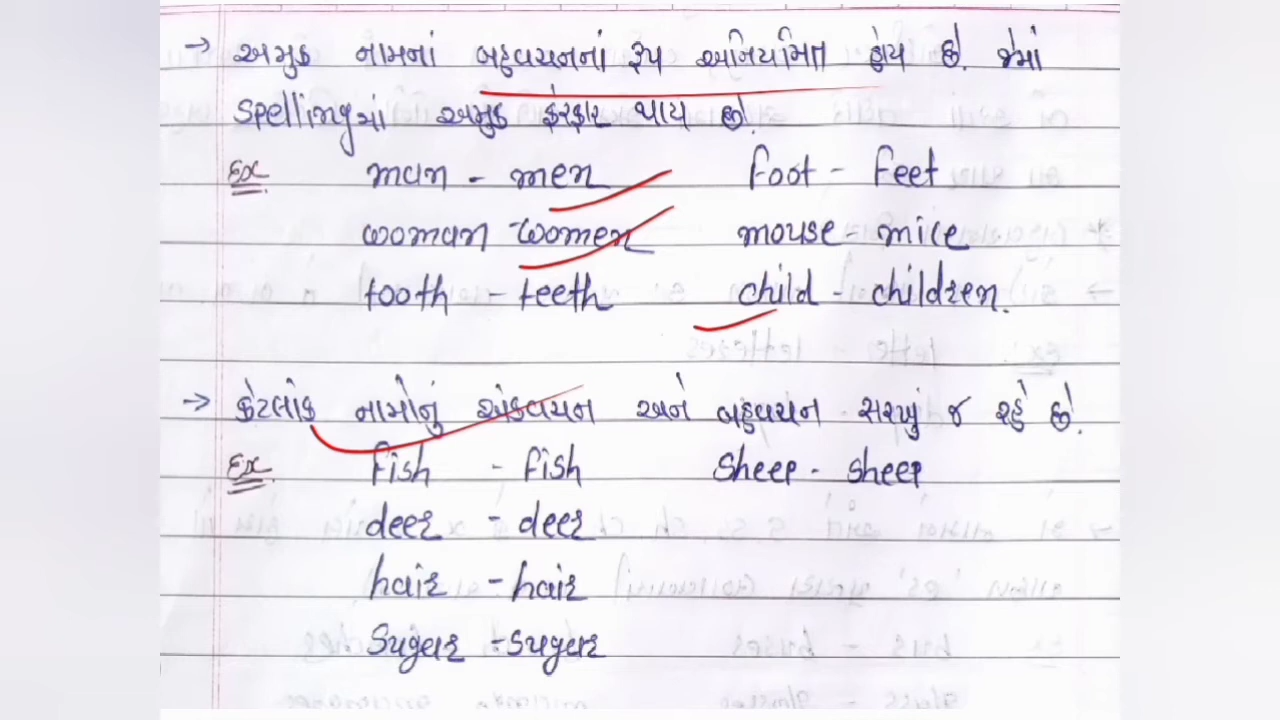 → અમુક નામનાં બહુવચનનાં રૂપ અનિયમિત હોય છે. જેમાં
spellingમાં અમુક ફેરફાર થાય છે.
Ex man - men foot - feet
woman - women mouse - mice
tooth - teeth child - children.
→ કેટલાંક નામોનું એકવચન અને બહુવચન સરખું જ રહે છે.
Ex fish - fish sheep - sheep
deer - deer
hair - hair
Sugar - sugar